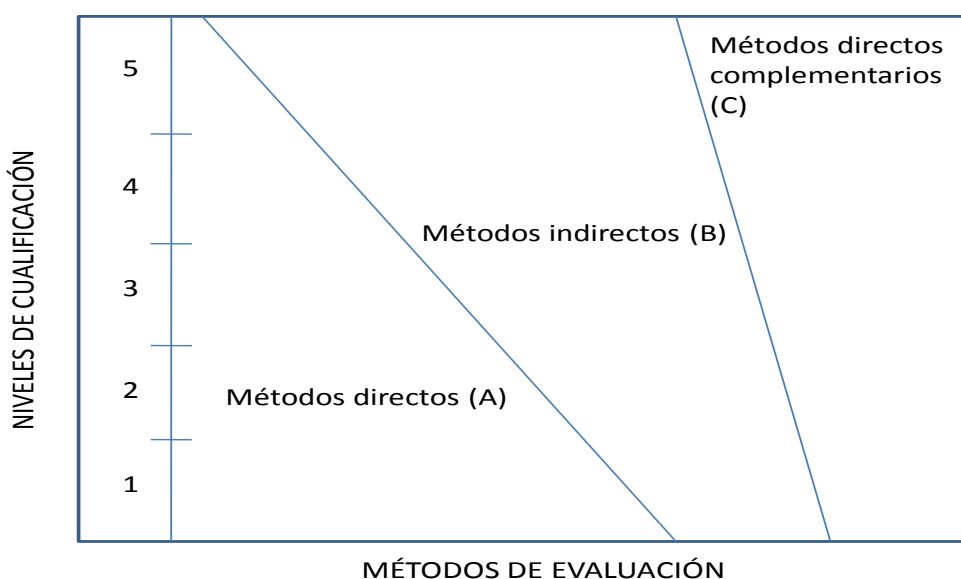 NIVELES DE CUALIFICACIÓN
5
4
3
2
1
Métodos directos
complementarios
(C)
Métodos indirectos (B)
Métodos directos (A)
MÉTODOS DE EVALUACIÓN